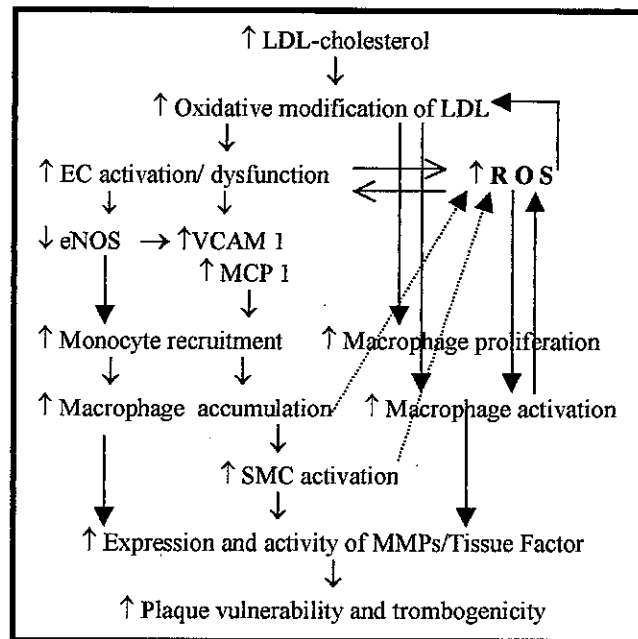 ↑ LDL-cholesterol
↑ Oxidative modification of LDL
↑ EC activation/ dysfunction ↑ R O S
↓ eNOS → ↑VCAM 1
↑ MCP 1
↑ Monocyte recruitment ↑ Macrophage proliferation
↑ Macrophage accumulation ↑ Macrophage activation
↑ SMC activation
↑ Expression and activity of MMPs/Tissue Factor
↑ Plaque vulnerability and trombogenicity